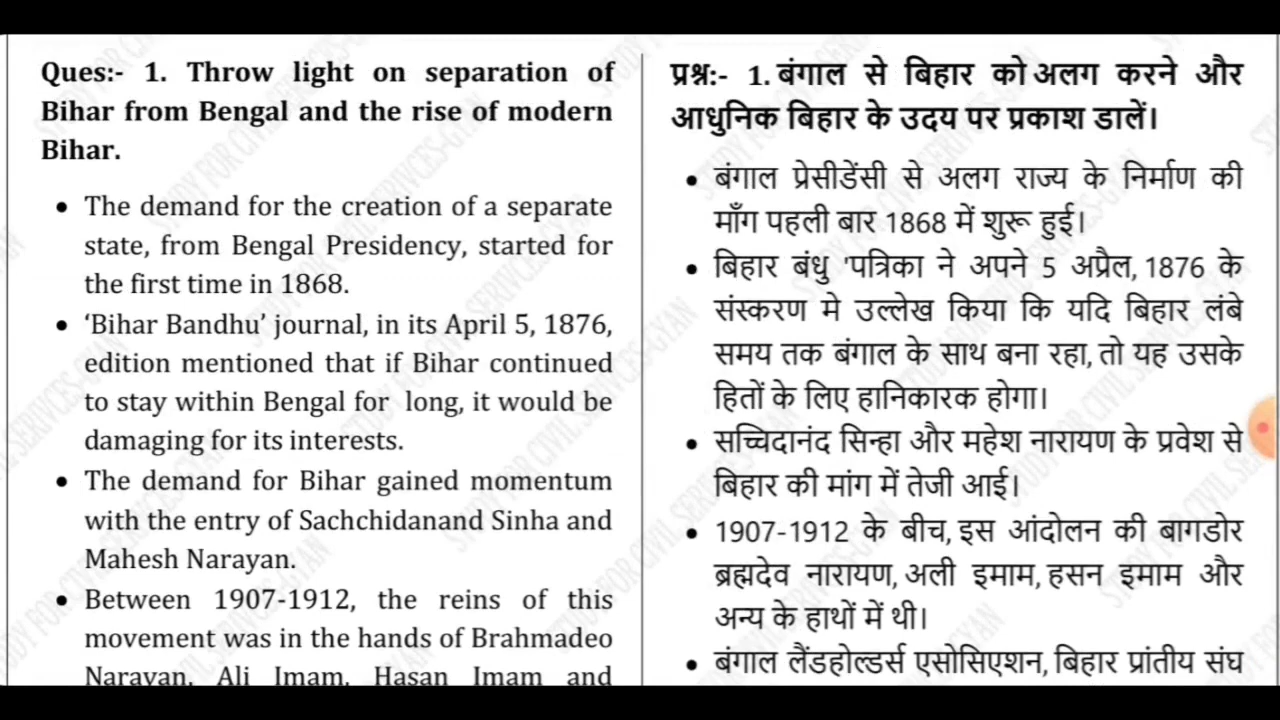 Ques:- 1. Throw light on separation of
Bihar from Bengal and the rise of modern
Bihar.
• The demand for the creation of a separate
state, from Bengal Presidency, started for
the first time in 1868.
• ‘Bihar Bandhu’ journal, in its April 5, 1876,
edition mentioned that if Bihar continued
to stay within Bengal for long, it would be
damaging for its interests.
• The demand for Bihar gained momentum
with the entry of Sachchidanand Sinha and
Mahesh Narayan.
• Between 1907-1912, the reins of this
movement was in the hands of Brahmadeo
Narayan, Ali Imam, Hasan Imam and
प्रश्न:- 1. बंगाल से बिहार को अलग करने और
आधुनिक बिहार के उदय पर प्रकाश डालें।
• बंगाल प्रेसीडेंसी से अलग राज्य के निर्माण की
माँग पहली बार 1868 में शुरू हुई।
• बिहार बंधु 'पत्रिका ने अपने 5 अप्रैल, 1876 के
संस्करण मे उल्लेख किया कि यदि बिहार लंबे
समय तक बंगाल के साथ बना रहा, तो यह उसके
हितों के लिए हानिकारक होगा।
• सच्चिदानंद सिन्हा और महेश नारायण के प्रवेश से
बिहार की मांग में तेजी आई।
• 1907-1912 के बीच, इस आंदोलन की बागडोर
ब्रह्मदेव नारायण, अली इमाम, हसन इमाम और
अन्य के हाथों में थी।
• बंगाल लैंडहोल्डर्स एसोसिएशन, बिहार प्रांतीय संघ